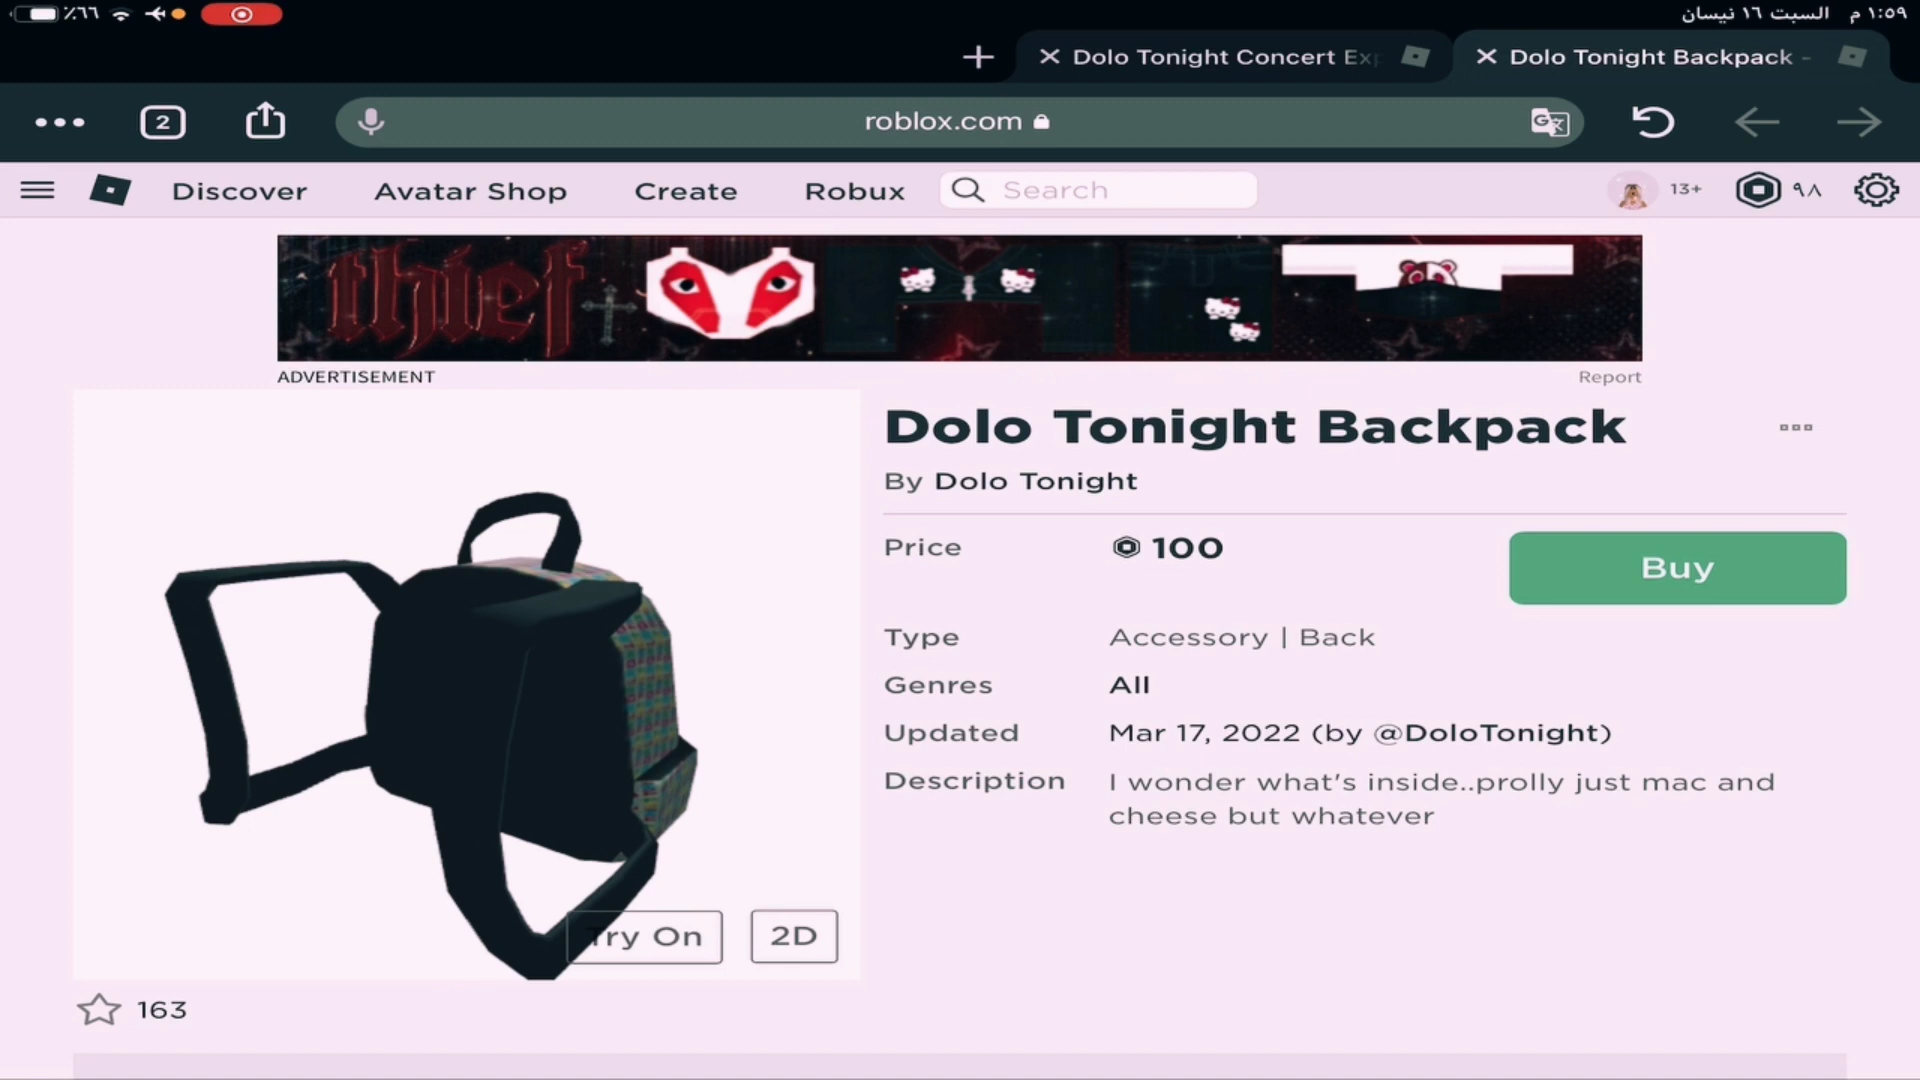 ٪٦٦
السبت ١٦ نيسان ١:٥٩ م
Dolo Tonight Concert Exp
Dolo Tonight Backpack -
2
roblox.com
Discover
Avatar Shop
Create
Robux
Search
13+
٩٨
thief
ADVERTISEMENT
Report
Dolo Tonight Backpack
By Dolo Tonight
Price 100
Buy
Type Accessory | Back
Genres All
Updated Mar 17, 2022 (by @DoloTonight)
Description I wonder what's inside..prolly just mac and
cheese but whatever
Try On
2D
163